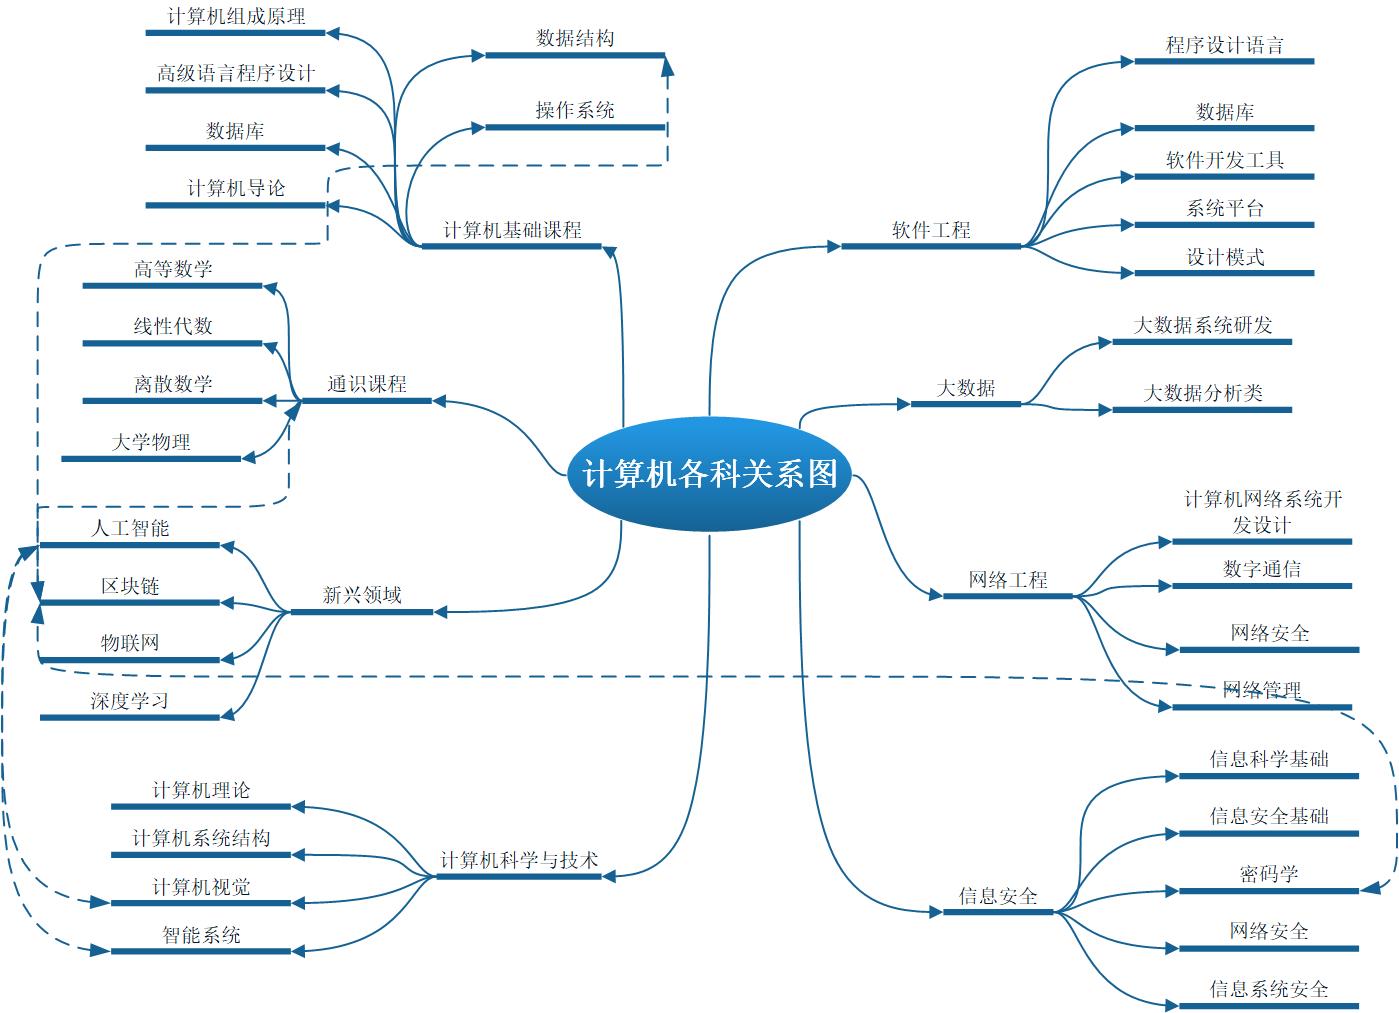 计算机各科关系图
计算机基础课程
计算机组成原理
高级语言程序设计
数据库
计算机导论
数据结构
操作系统
通识课程
高等数学
线性代数
离散数学
大学物理
新兴领域
人工智能
区块链
物联网
深度学习
计算机科学与技术
计算机理论
计算机系统结构
计算机视觉
智能系统
软件工程
程序设计语言
数据库
软件开发工具
系统平台
设计模式
大数据
大数据系统研发
大数据分析类
网络工程
计算机网络系统开
发设计
数字通信
网络安全
网络管理
信息安全
信息科学基础
信息安全基础
密码学
网络安全
信息系统安全